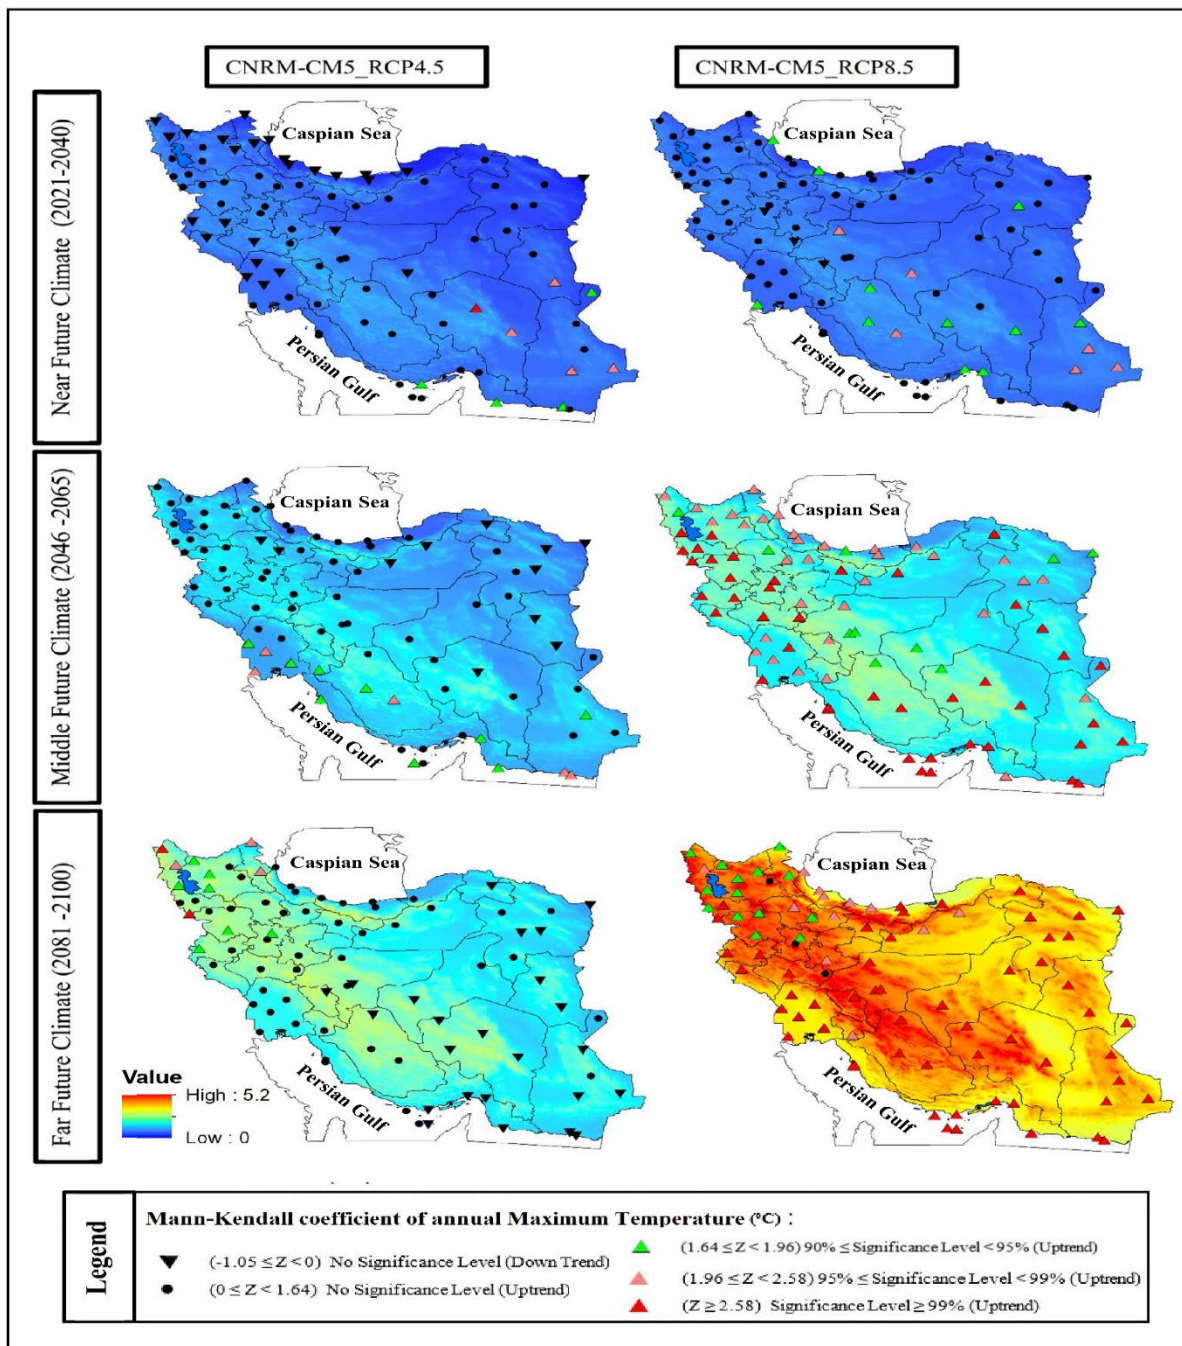 CNRM-CM5_RCP4.5
CNRM-CM5_RCP8.5
Near Future Climate (2021-2040)
Caspian Sea
Persian Gulf
Caspian Sea
Persian Gulf
Middle Future Climate (2046 -2065)
Caspian Sea
Persian Gulf
Caspian Sea
Persian Gulf
Far Future Climate (2081 -2100)
Caspian Sea
Persian Gulf
Caspian Sea
Persian Gulf
Value
High : 5.2
Low : 0
Legend
Mann-Kendall coefficient of annual Maximum Temperature (°C) :
(-1.05 ≤ Z < 0) No Significance Level (Down Trend)
(0 ≤ Z < 1.64) No Significance Level (Uptrend)
(1.64 ≤ Z < 1.96) 90% ≤ Significance Level < 95% (Uptrend)
(1.96 ≤ Z < 2.58) 95% ≤ Significance Level < 99% (Uptrend)
(Z ≥ 2.58) Significance Level ≥ 99% (Uptrend)